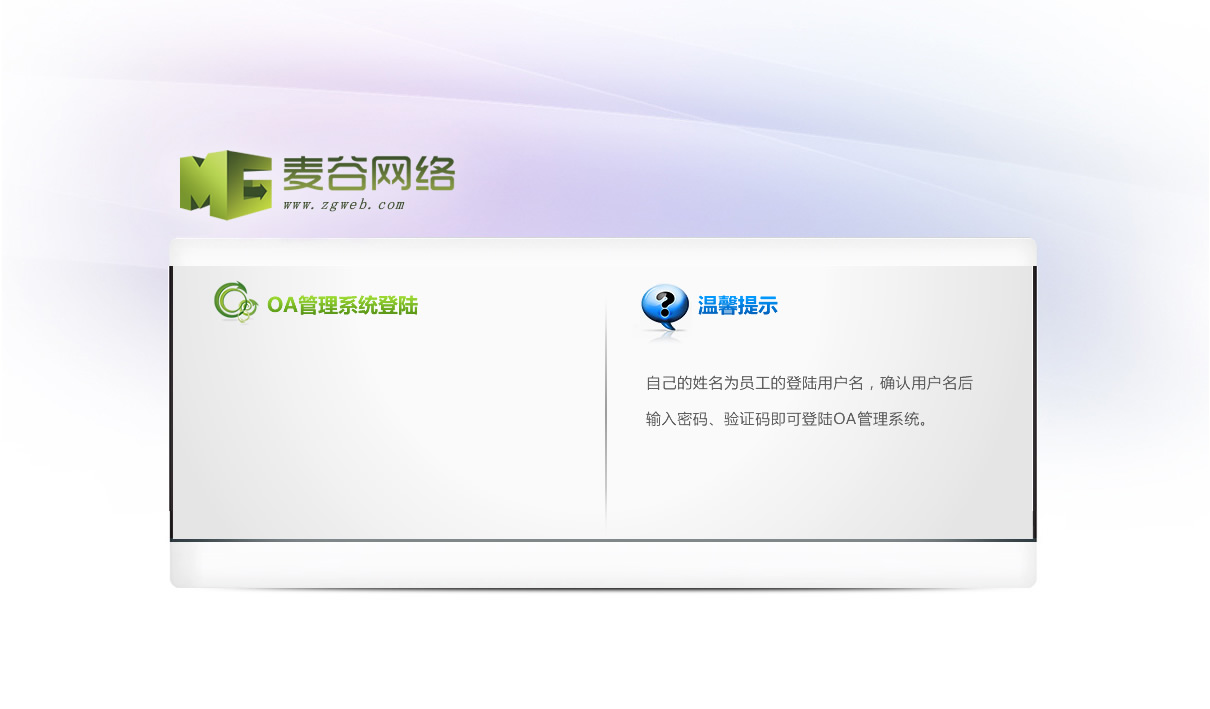 MG 麦谷网络
www.zgweb.com
OA管理系统登陆
温馨提示
自己的姓名为员工的登陆用户名，确认用户名后
输入密码、验证码即可登陆OA管理系统。